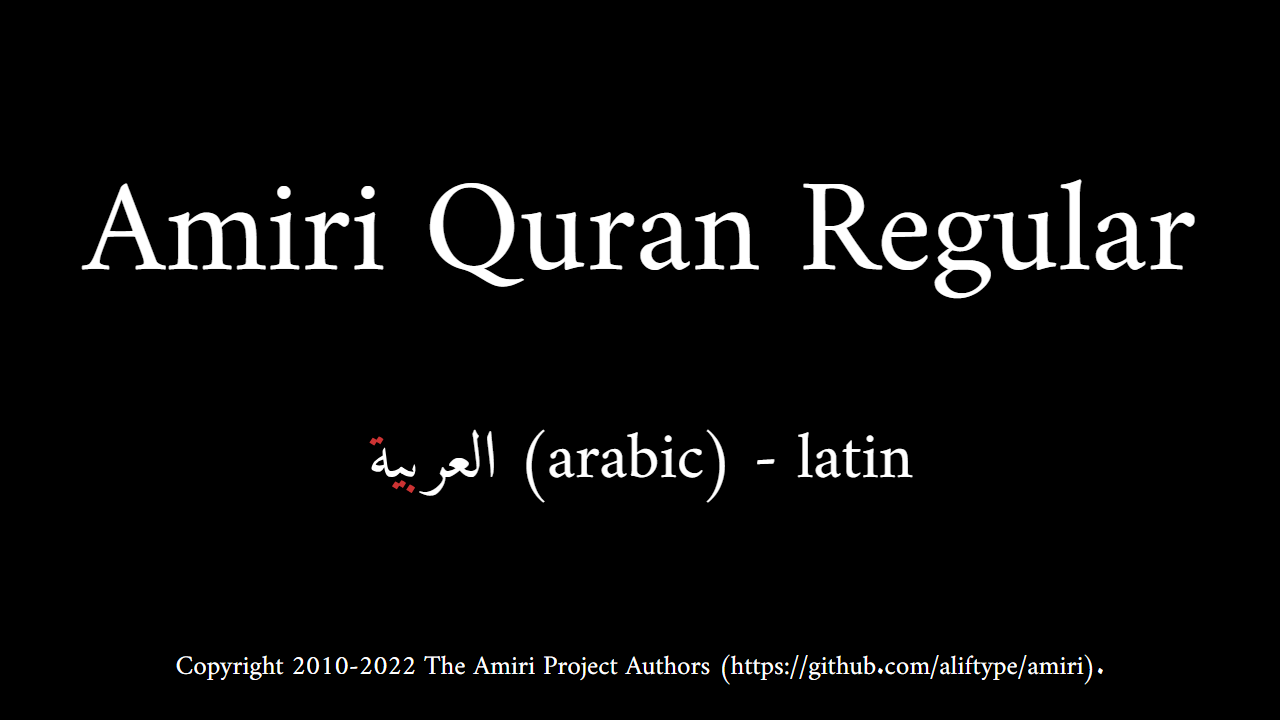 Amiri Quran Regular
العربية (arabic) - latin
Copyright 2010-2022 The Amiri Project Authors (https://github.com/aliftype/amiri).